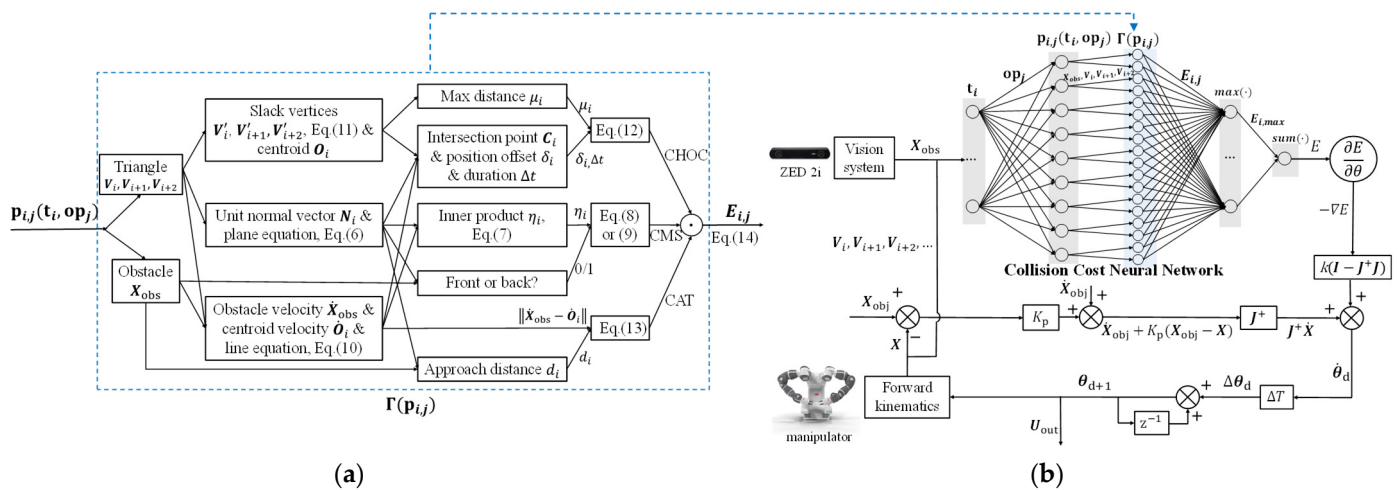 p_{i,j}(t_i, op_j)
Triangle
V_i, V_{i+1}, V_{i+2}
Obstacle
X_obs
Slack vertices
V′_i, V′_{i+1}, V′_{i+2}, Eq.(11) &
centroid O_i
Unit normal vector N_i &
plane equation, Eq.(6)
Obstacle velocity Ẋ_obs &
centroid velocity Ȯ_i &
line equation, Eq.(10)
Max distance μ_i
Intersection point C_i
& position offset δ_i
& duration Δt
Inner product η_i,
Eq.(7)
Front or back?
Approach distance d_i
μ_i
δ_i, Δt
η_i
0/1
‖Ẋ_obs − Ȯ_i‖
d_i
Eq.(12)
Eq.(8)
or (9)
Eq.(13)
CHOC
CMS
CAT
E_{i,j}
Eq.(14)
Γ(p_{i,j})
(a)
ZED 2i
Vision
system
X_obs
t_i
op_j
p_{i,j}(t_i, op_j)
Γ(p_{i,j})
X_obs, V_i, V_{i+1}, V_{i+2}
E_{i,j}
max(·)
E_{i,max}
sum(·)
E
...
...
∂E
∂θ
−∇E
k(I − J⁺J)
Collision Cost Neural Network
V_i, V_{i+1}, V_{i+2}, ...
X_obj
+
−
X
K_p
Ẋ_obj
+
+
Ẋ_obj + K_p(X_obj − X)
J⁺
J⁺Ẋ
+
+
θ̇_d
ΔT
Δθ_d
+
+
z⁻¹
θ_{d+1}
U_out
Forward
kinematics
manipulator
(b)